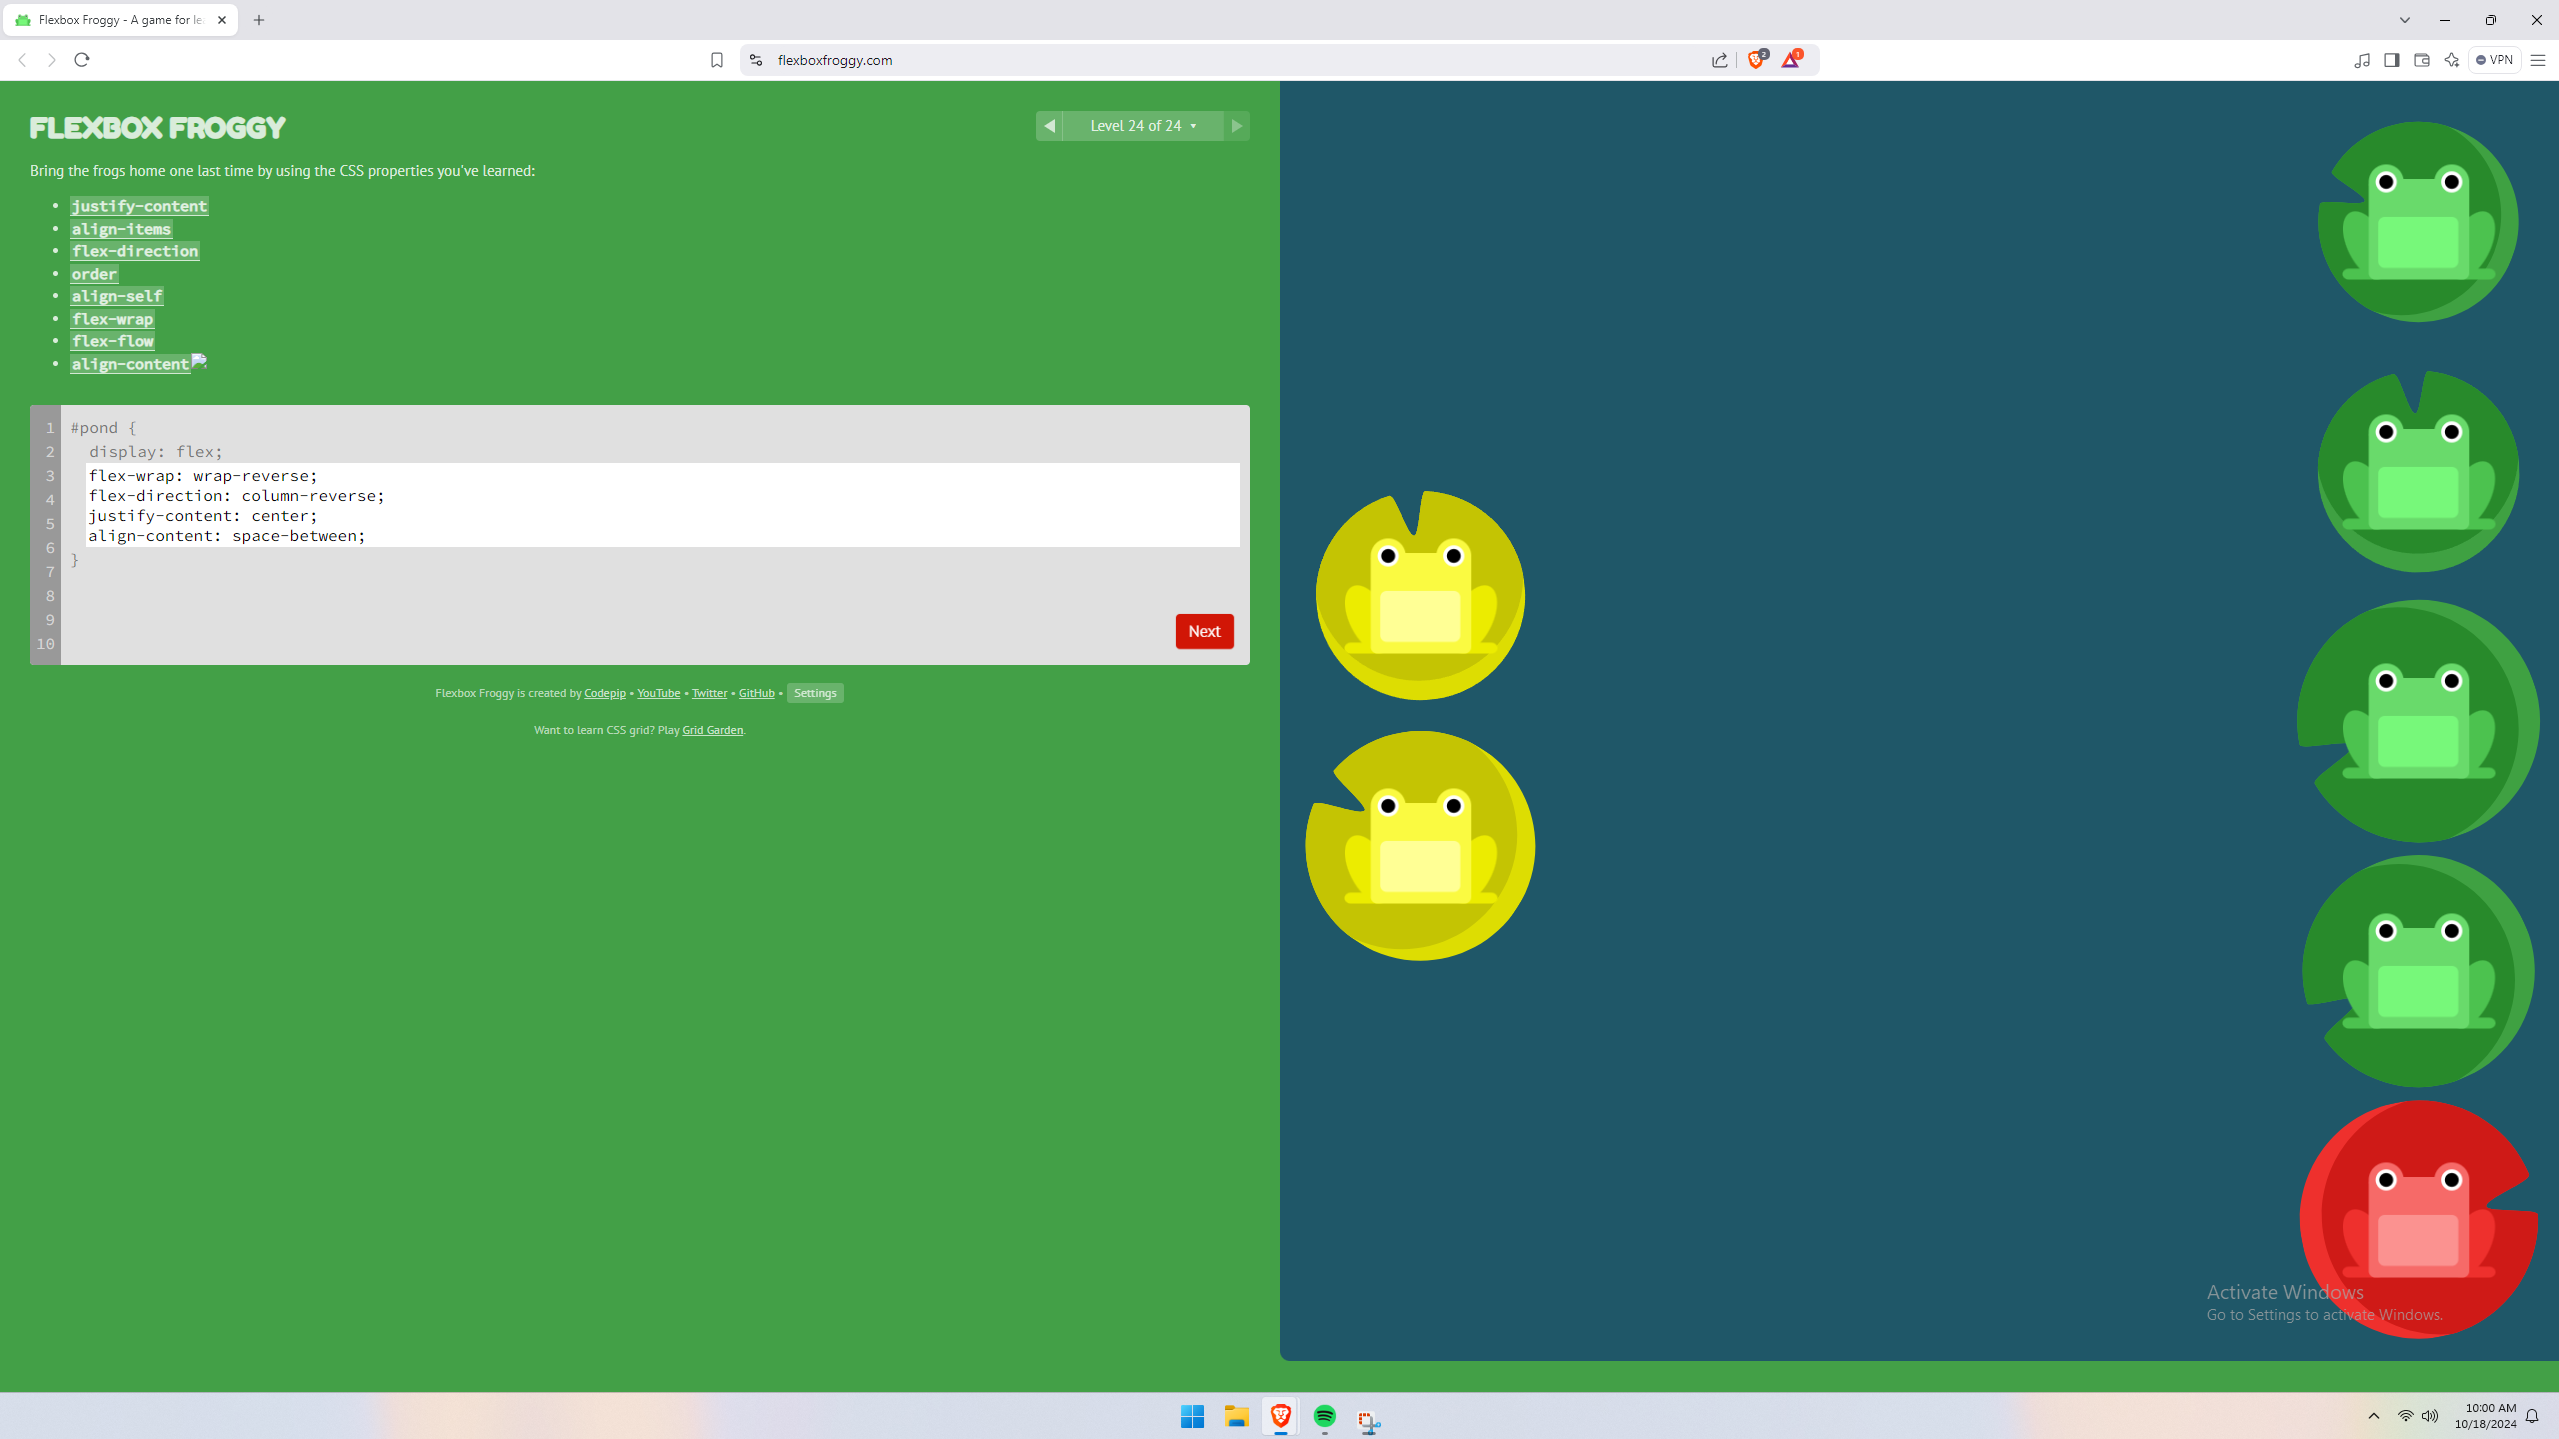 Flexbox Froggy - A game for le
flexboxfroggy.com
2
1
VPN
FLEXBOX FROGGY
Level 24 of 24
Bring the frogs home one last time by using the CSS properties you've learned:
justify-content
align-items
flex-direction
order
align-self
flex-wrap
flex-flow
align-content
1 #pond {
2 display: flex;
3 flex-wrap: wrap-reverse;
4 flex-direction: column-reverse;
5 justify-content: center;
6 align-content: space-between;
7 }
8
9
10
Next
Flexbox Froggy is created by Codepip • YouTube • Twitter • GitHub • Settings
Want to learn CSS grid? Play Grid Garden.
Activate Windows
Go to Settings to activate Windows.
10:00 AM
10/18/2024